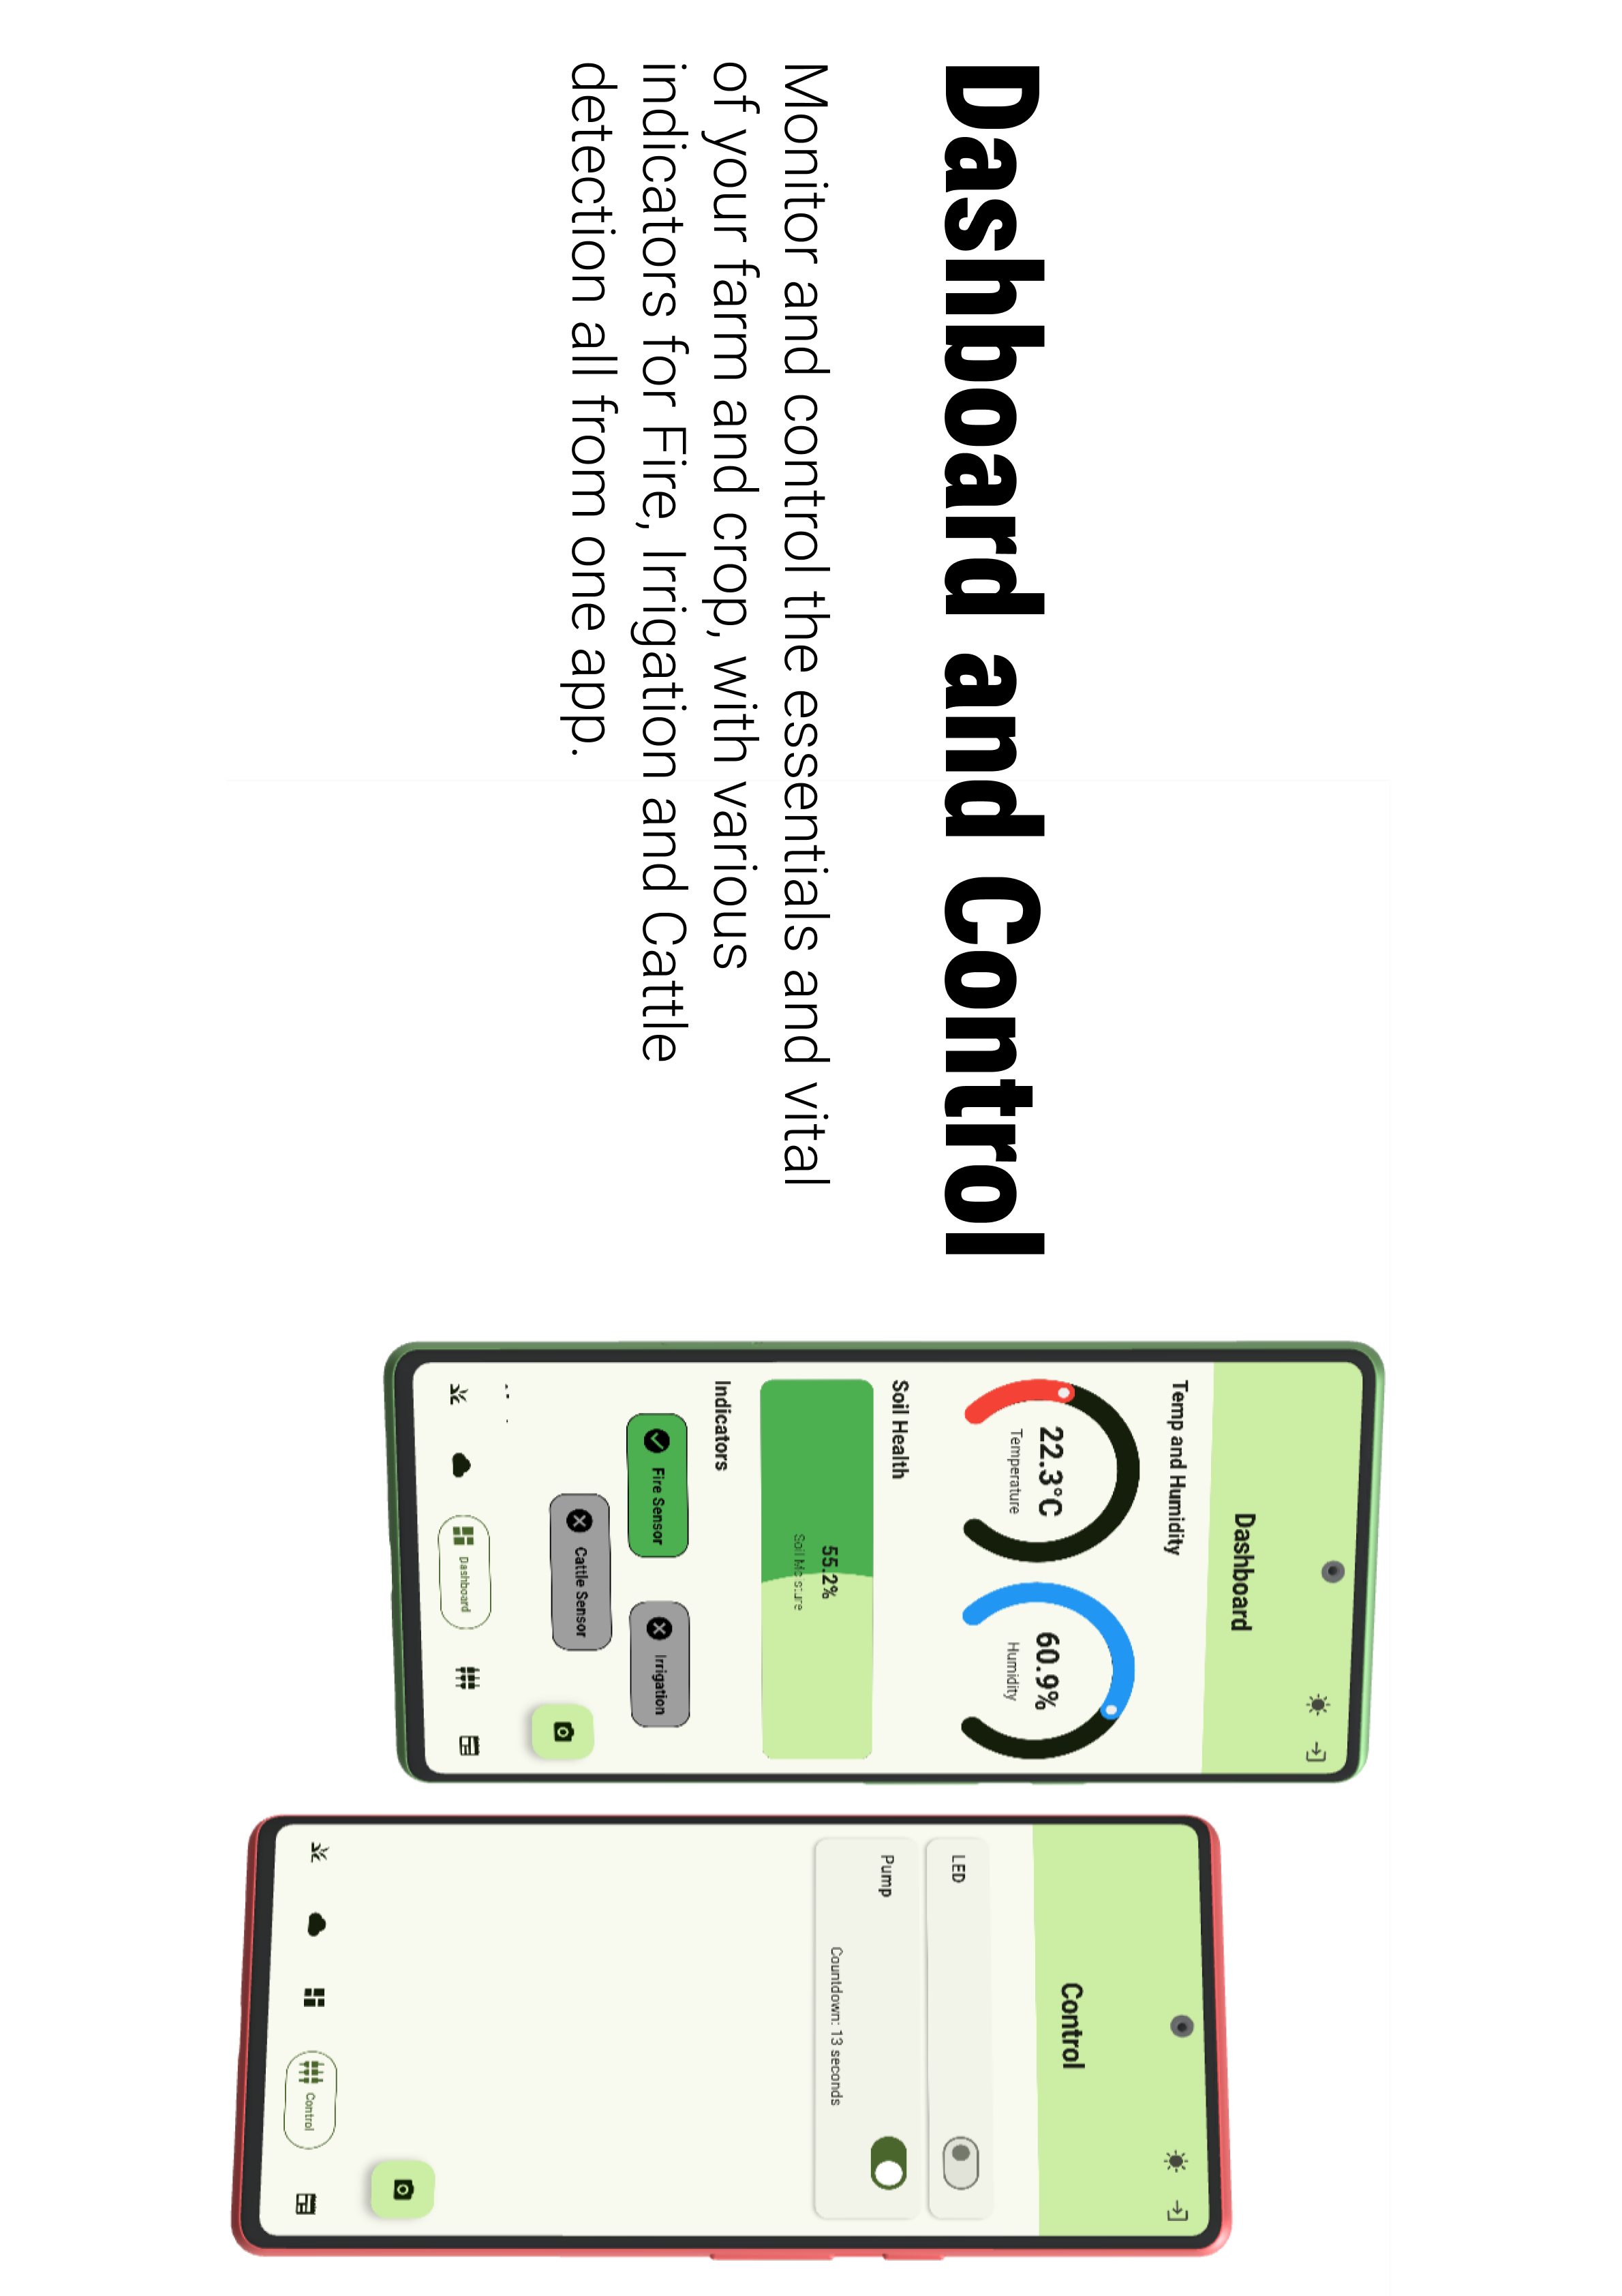 Dashboard and Control
Monitor and control the essentials and vital
of your farm and crop, with various
indicators for Fire, Irrigation and Cattle
detection all from one app.
Dashboard
Temp and Humidity
22.3°C
Temperature
60.9%
Humidity
Soil Health
55.2%
Soil Moisture
Indicators
Fire Sensor
Irrigation
Cattle Sensor
Dashboard
Control
LED
Pump
Countdown: 13 seconds
Control